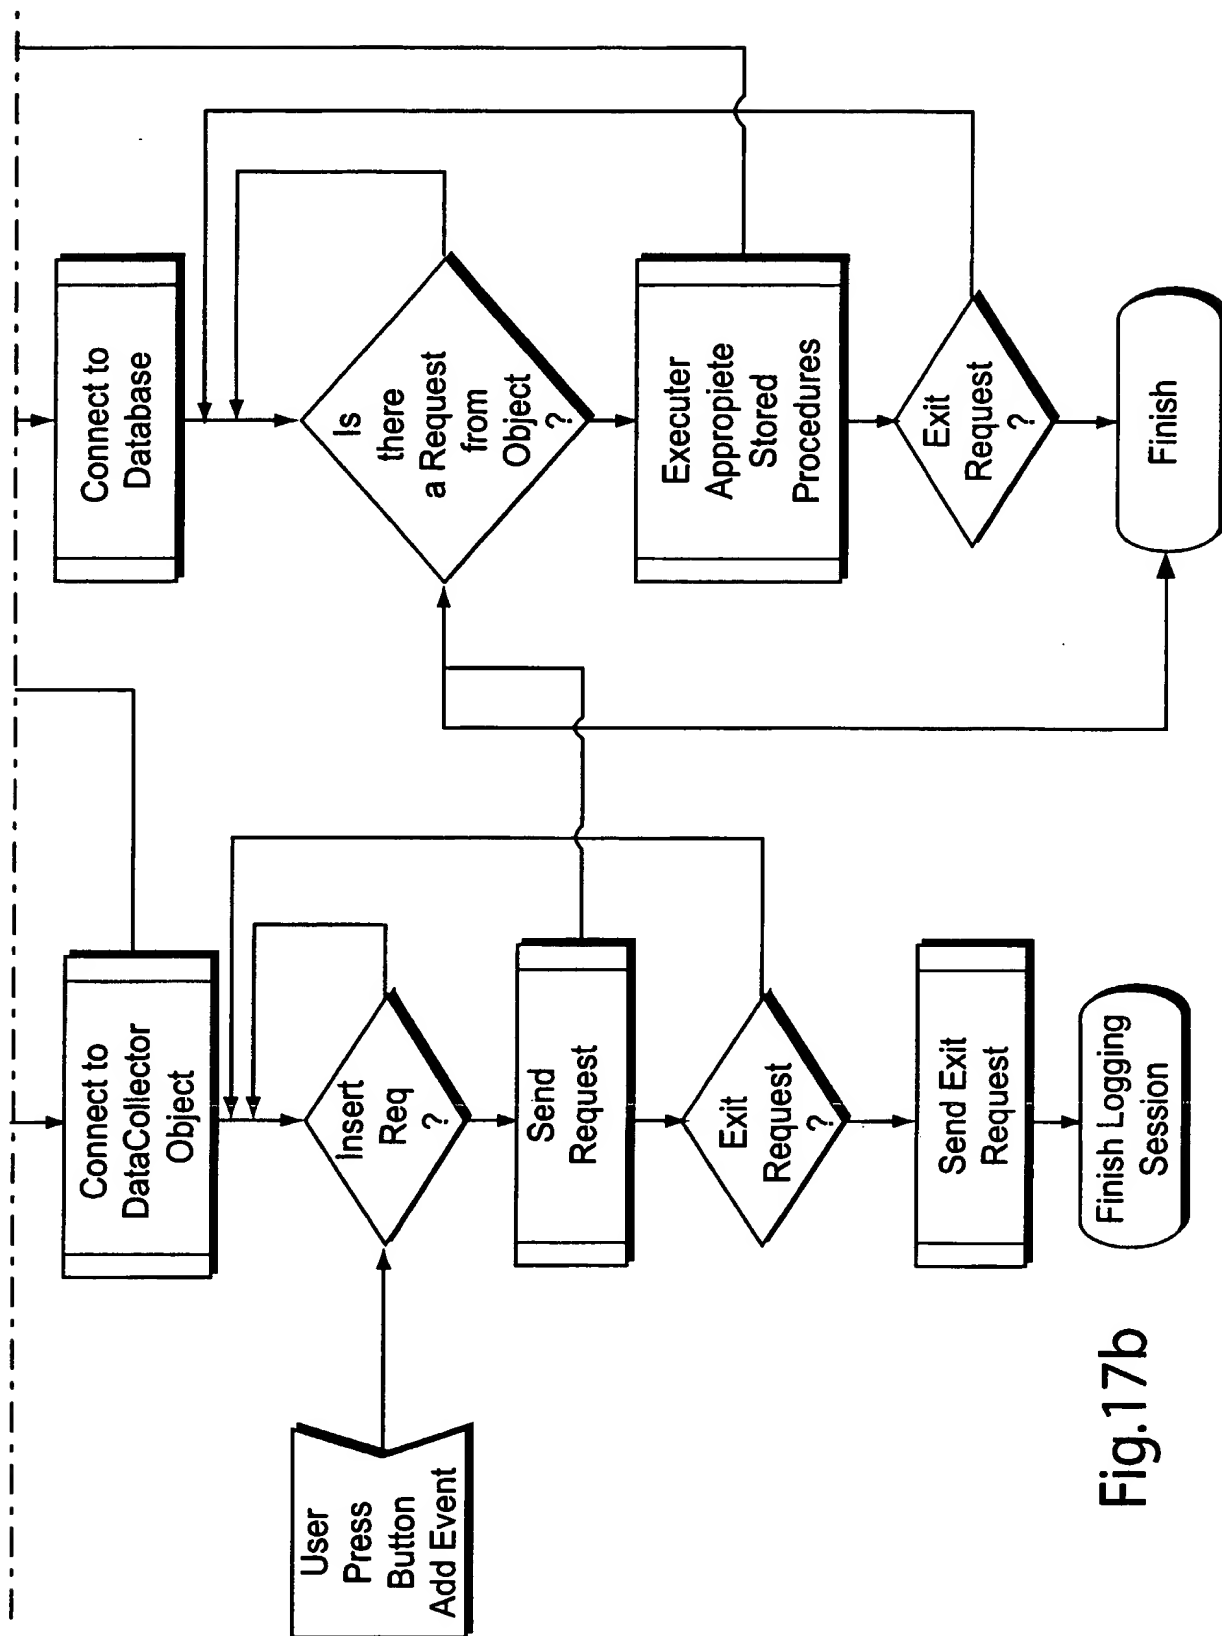 User
Press
Button
Add Event
Connect to
DataCollector
Object
Insert
Req
?
Send
Request
Exit
Request
?
Send Exit
Request
Finish Logging
Session
Connect to
Database
Is
there
a Request
from
Object
?
Executer
Appropiete
Stored
Procedures
Exit
Request
?
Finish
Fig.17b